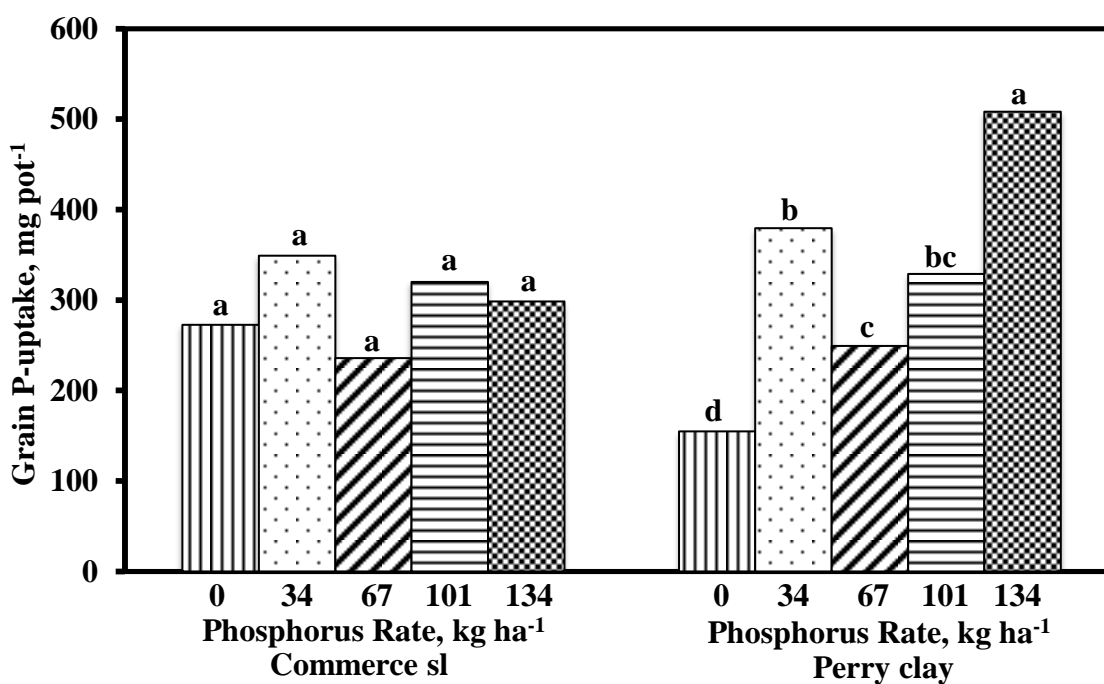 Grain P-uptake, mg pot⁻¹
600
500
400
300
200
100
0
a
a
a
a
a
d
b
c
bc
a
0 34 67 101 134
Phosphorus Rate, kg ha⁻¹
Commerce sl
0 34 67 101 134
Phosphorus Rate, kg ha⁻¹
Perry clay